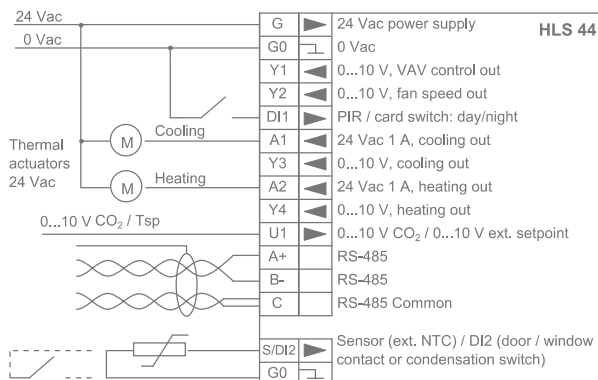 24 Vac
G 24 Vac power supply
HLS 44
0 Vac
G0 0 Vac
Y1 0...10 V, VAV control out
Y2 0...10 V, fan speed out
DI1 PIR / card switch: day/night
Thermal actuators 24 Vac
M Cooling
A1 24 Vac 1 A, cooling out
Y3 0...10 V, cooling out
M Heating
A2 24 Vac 1 A, heating out
Y4 0...10 V, heating out
0...10 V CO₂ / Tsp
U1 0...10 V CO₂ / 0...10 V ext. setpoint
A+ RS-485
B- RS-485
C RS-485 Common
S/DI2 Sensor (ext. NTC) / DI2 (door / window
contact or condensation switch)
G0